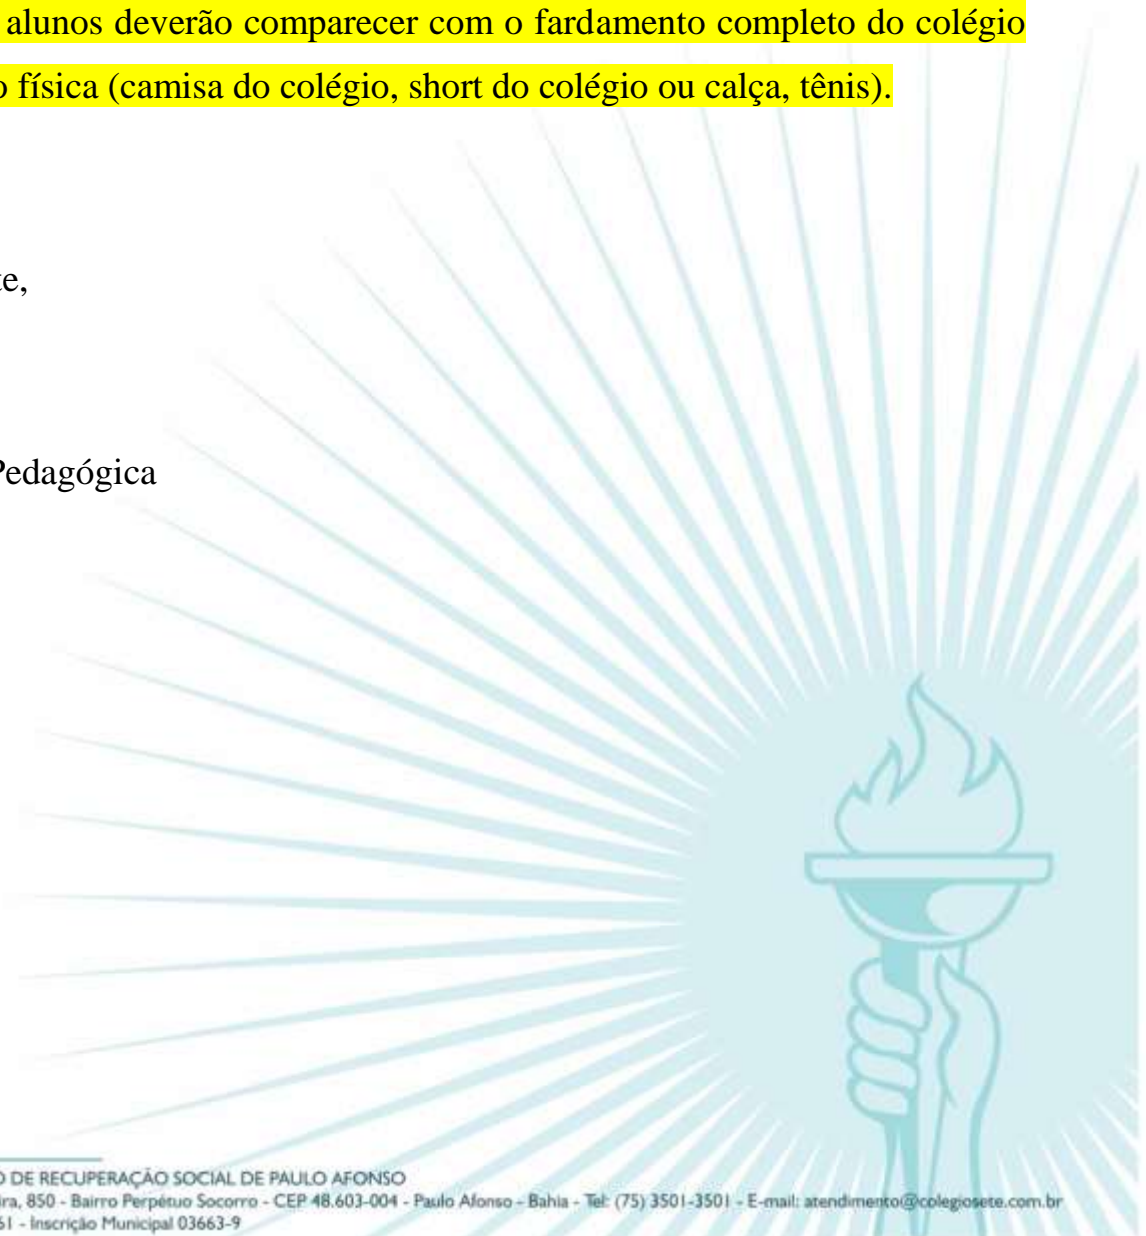 alunos deverão comparecer com o fardamento completo do colégio
o física (camisa do colégio, short do colégio ou calça, tênis).
te,
Pedagógica
O DE RECUPERAÇÃO SOCIAL DE PAULO AFONSO
ira, 850 - Bairro Perpétuo Socorro - CEP 48.603-004 - Paulo Afonso - Bahia - Tel: (75) 3501-3501 - E-mail: atendimento@colegiosete.com.br
61 - Inscrição Municipal 03663-9